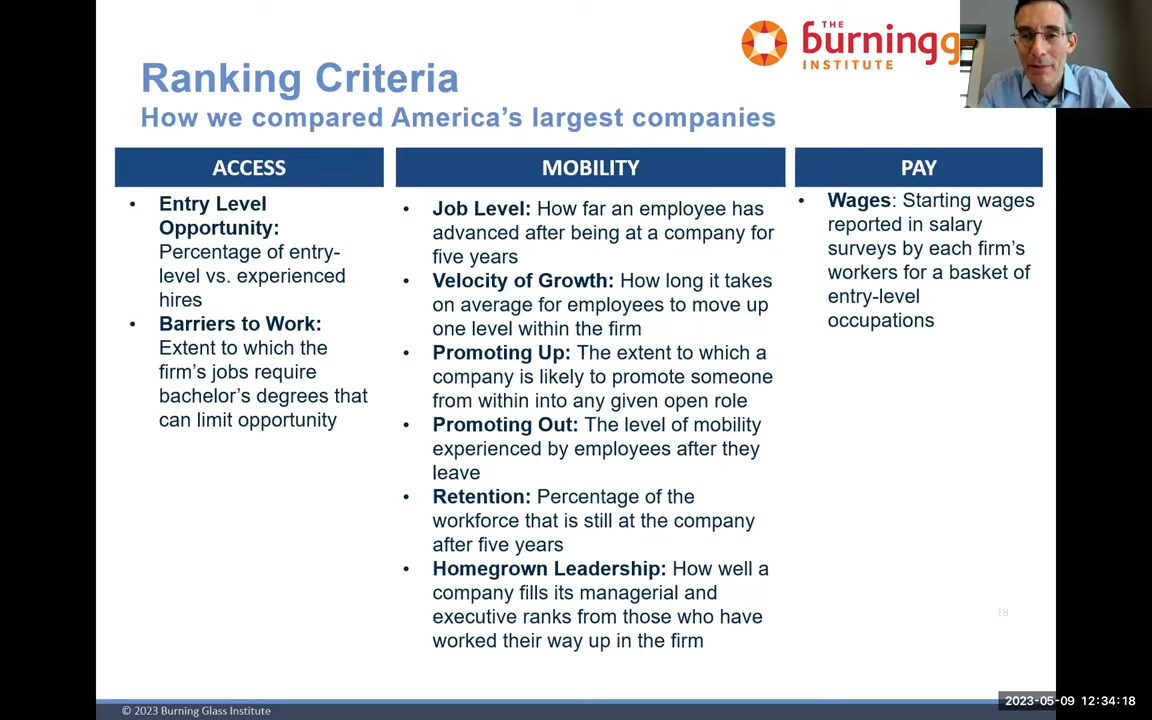 THE
burningg
INSTITUTE
Ranking Criteria
How we compared America's largest companies
ACCESS
• Entry Level
Opportunity:
Percentage of entry-
level vs. experienced
hires
• Barriers to Work:
Extent to which the
firm's jobs require
bachelor's degrees that
can limit opportunity
MOBILITY
• Job Level: How far an employee has
advanced after being at a company for
five years
• Velocity of Growth: How long it takes
on average for employees to move up
one level within the firm
• Promoting Up: The extent to which a
company is likely to promote someone
from within into any given open role
• Promoting Out: The level of mobility
experienced by employees after they
leave
• Retention: Percentage of the
workforce that is still at the company
after five years
• Homegrown Leadership: How well a
company fills its managerial and
executive ranks from those who have
worked their way up in the firm
PAY
• Wages: Starting wages
reported in salary
surveys by each firm's
workers for a basket of
entry-level
occupations
18
© 2023 Burning Glass Institute
2023-05-09 12:34:18